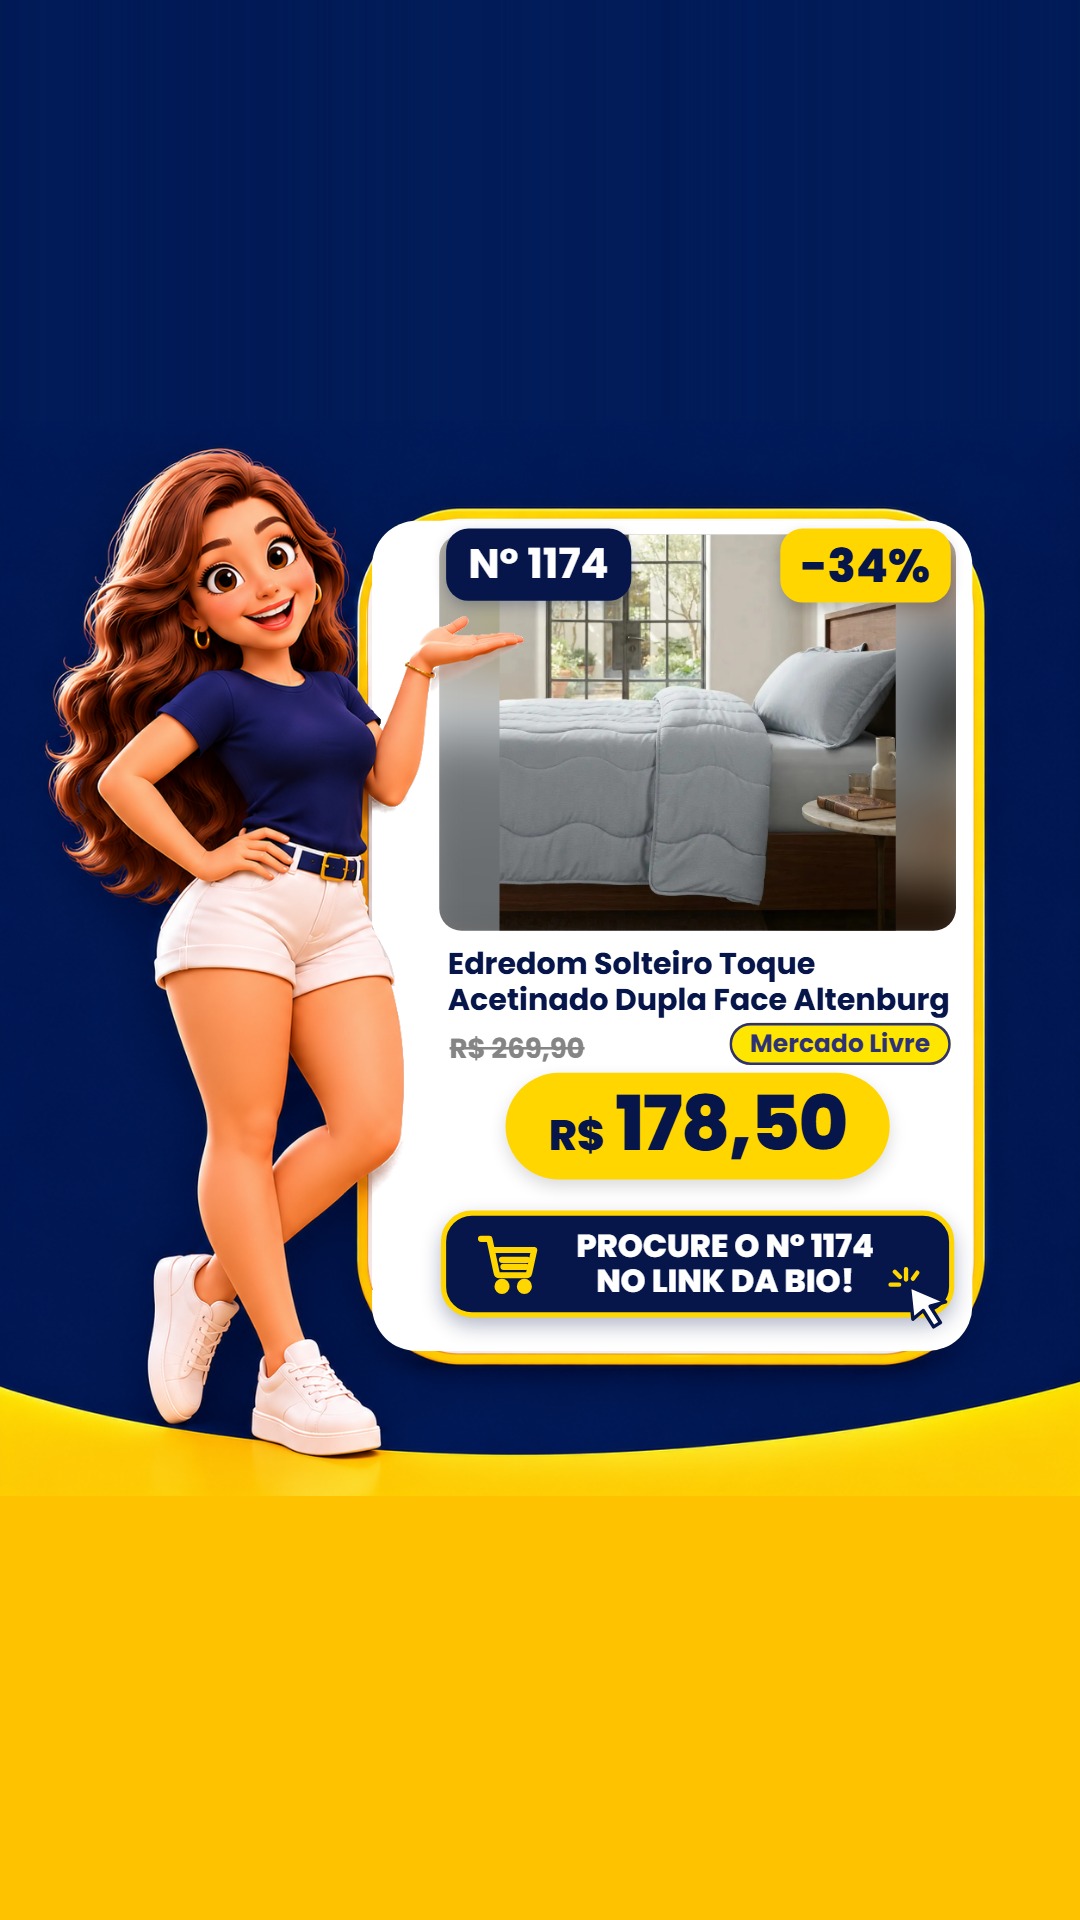 Nº 1174
-34%
Edredom Solteiro Toque
Acetinado Dupla Face Altenburg
R$ 269,90
Mercado Livre
R$ 178,50
PROCURE O Nº 1174
NO LINK DA BIO!